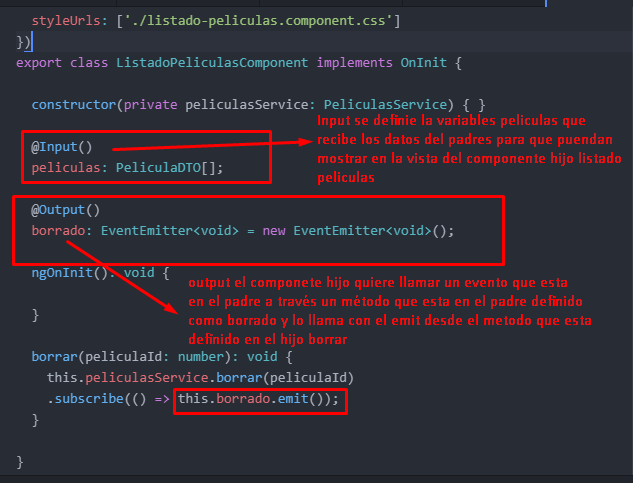 styleUrls: ['./listado-peliculas.component.css']
})
export class ListadoPeliculasComponent implements OnInit {
constructor(private peliculasService: PeliculasService) { }
Input se definie la variables peliculas que
recibe los datos del padres para que puendan
mostrar en la vista del componente hijo listado
peliculas
@Input()
peliculas: PeliculaDTO[];
@Output()
borrado: EventEmitter<void> = new EventEmitter<void>();
ngOnInit(): void {
output el componete hijo quiere llamar un evento que esta
en el padre a través un método que esta en el padre definido
como borrado y lo llama con el emit desde el metodo que esta
definido en el hijo borrar
}
borrar(peliculaId: number): void {
this.peliculasService.borrar(peliculaId)
.subscribe(() => this.borrado.emit());
}
}